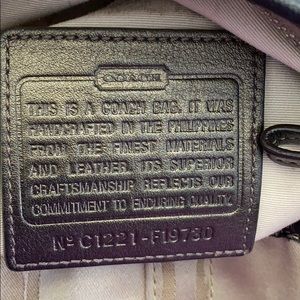 COACH
THIS IS A COACH BAG. IT WAS
HANDCRAFTED IN THE PHILIPPINES
FROM THE FINEST MATERIALS
AND LEATHER. ITS SUPERIOR
CRAFTSMANSHIP REFLECTS OUR
COMMITMENT TO ENDURING QUALITY.
Nº C1221-F19730